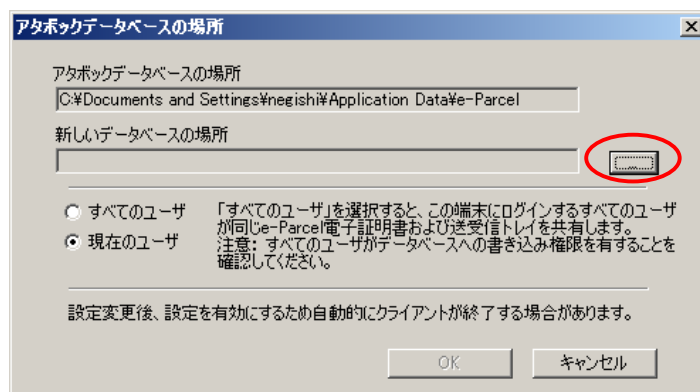 アタボックデータベースの場所
アタボックデータベースの場所
C:¥Documents and Settings¥negishi¥Application Data¥e-Parcel
新しいデータベースの場所
...
すべてのユーザ
現在のユーザ
「すべてのユーザ」を選択すると、この端末にログインするすべてのユーザ
が同じe-Parcel電子証明書および送受信トレイを共有します。
注意: すべてのユーザがデータベースへの書き込み権限を有することを
確認してください。
設定変更後、設定を有効にするため自動的にクライアントが終了する場合があります。
OK
キャンセル